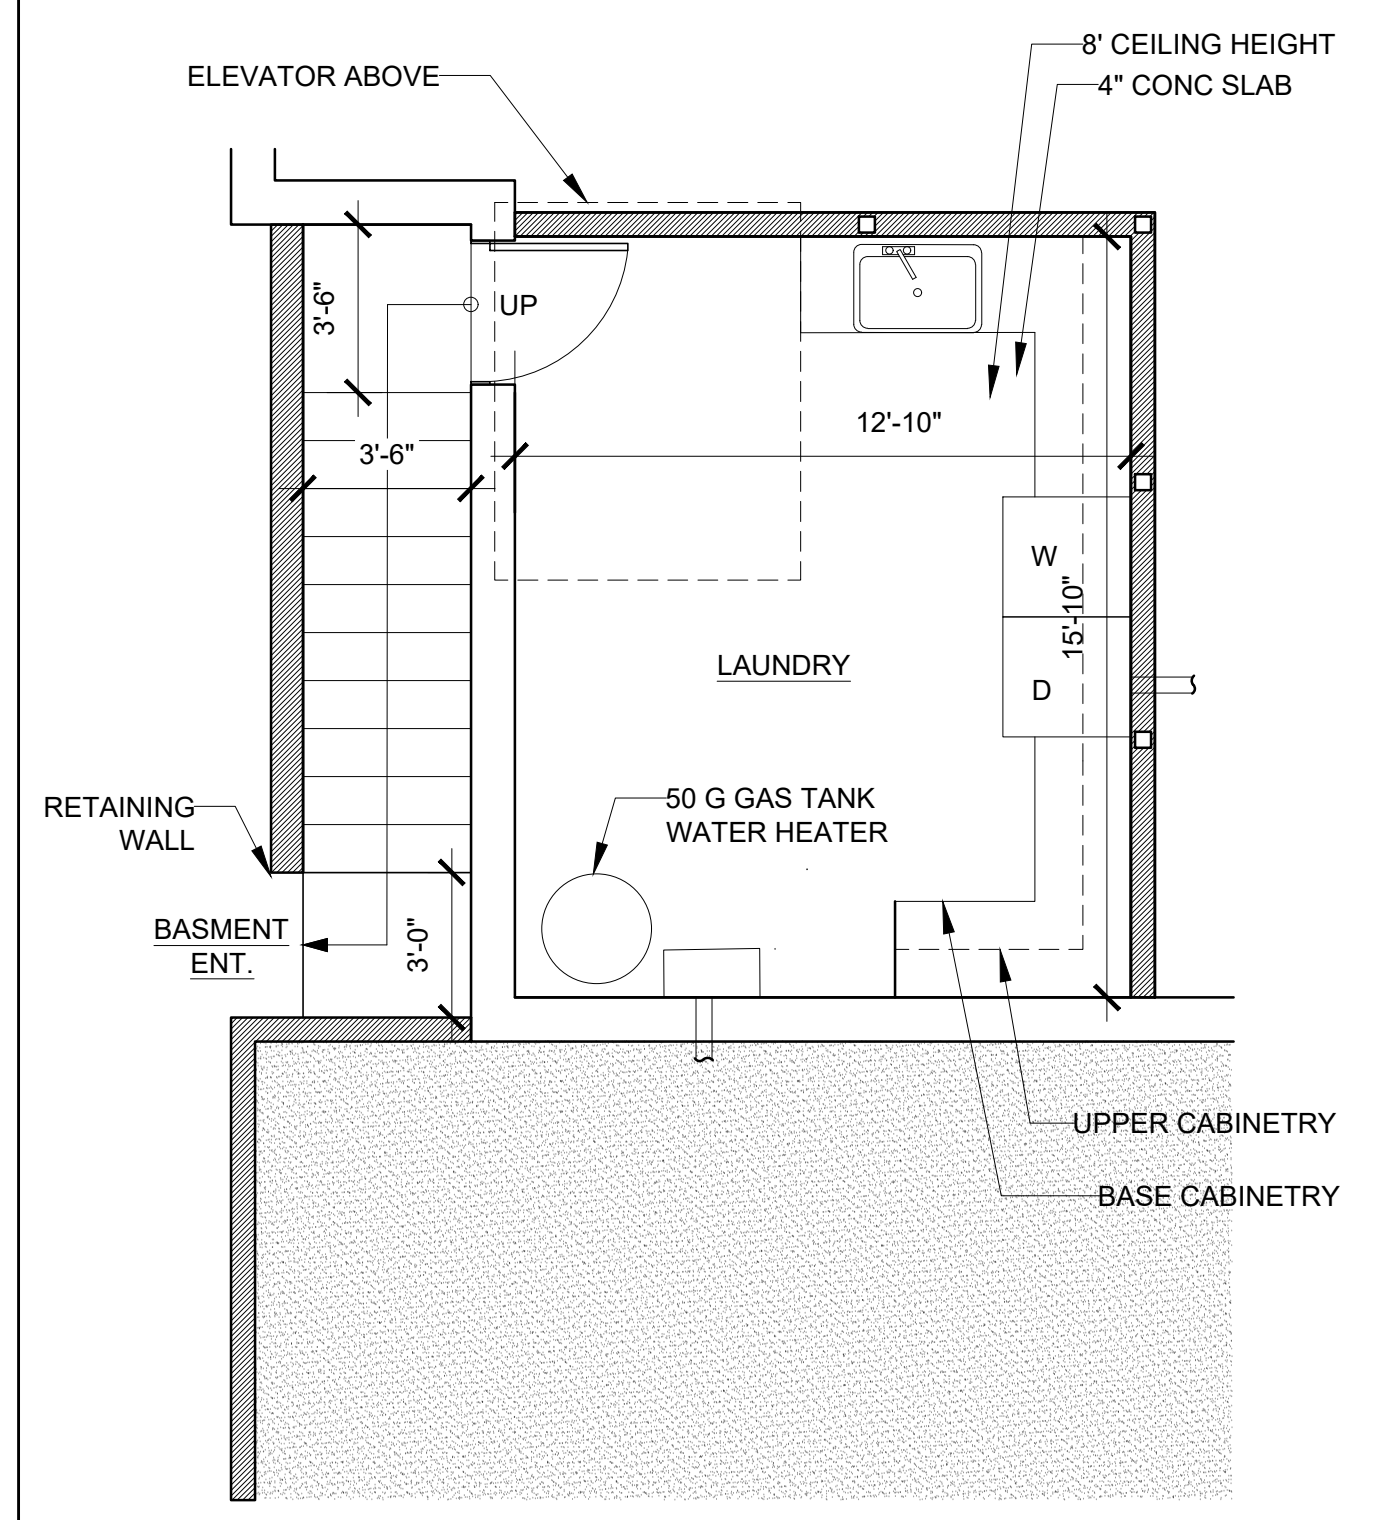 8' CEILING HEIGHT
ELEVATOR ABOVE
4" CONC SLAB
3'-6"
UP
12'-10"
3'-6"
W
15'-10"
LAUNDRY
D
50 G GAS TANK
WATER HEATER
RETAINING
WALL
BASMENT
ENT.
3'-0"
UPPER CABINETRY
BASE CABINETRY